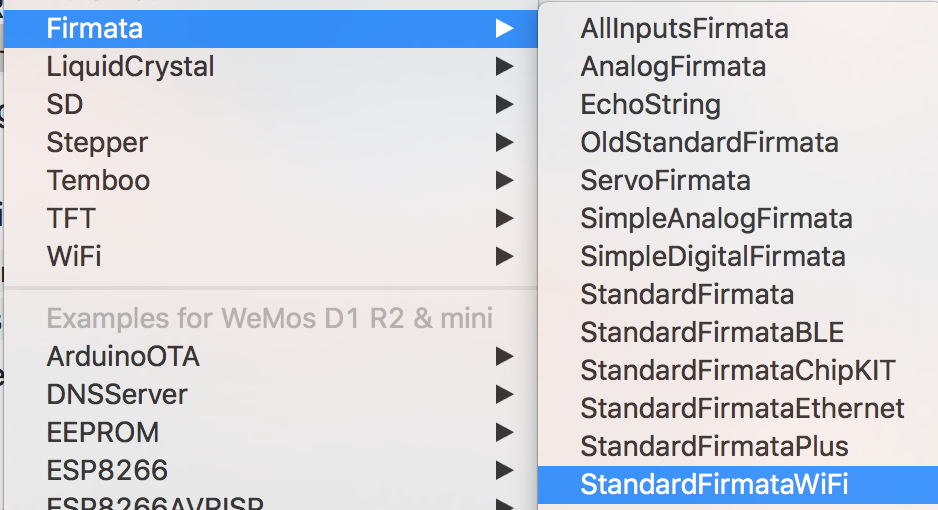 Firmata
LiquidCrystal
SD
Stepper
Temboo
TFT
WiFi
Examples for WeMos D1 R2 & mini
ArduinoOTA
DNSServer
EEPROM
ESP8266
ESP8266AVRISP
AllInputsFirmata
AnalogFirmata
EchoString
OldStandardFirmata
ServoFirmata
SimpleAnalogFirmata
SimpleDigitalFirmata
StandardFirmata
StandardFirmataBLE
StandardFirmataChipKIT
StandardFirmataEthernet
StandardFirmataPlus
StandardFirmataWiFi